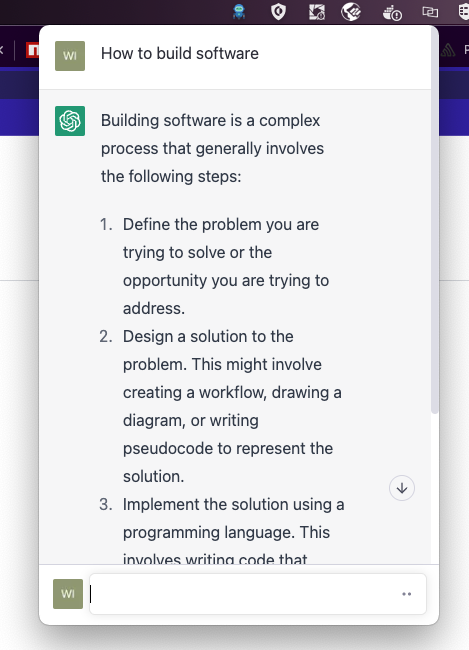 WI
How to build software
Building software is a complex
process that generally involves
the following steps:
1. Define the problem you are
trying to solve or the
opportunity you are trying to
address.
2. Design a solution to the
problem. This might involve
creating a workflow, drawing a
diagram, or writing
pseudocode to represent the
solution.
3. Implement the solution using a
programming language. This
involves writing code that
WI